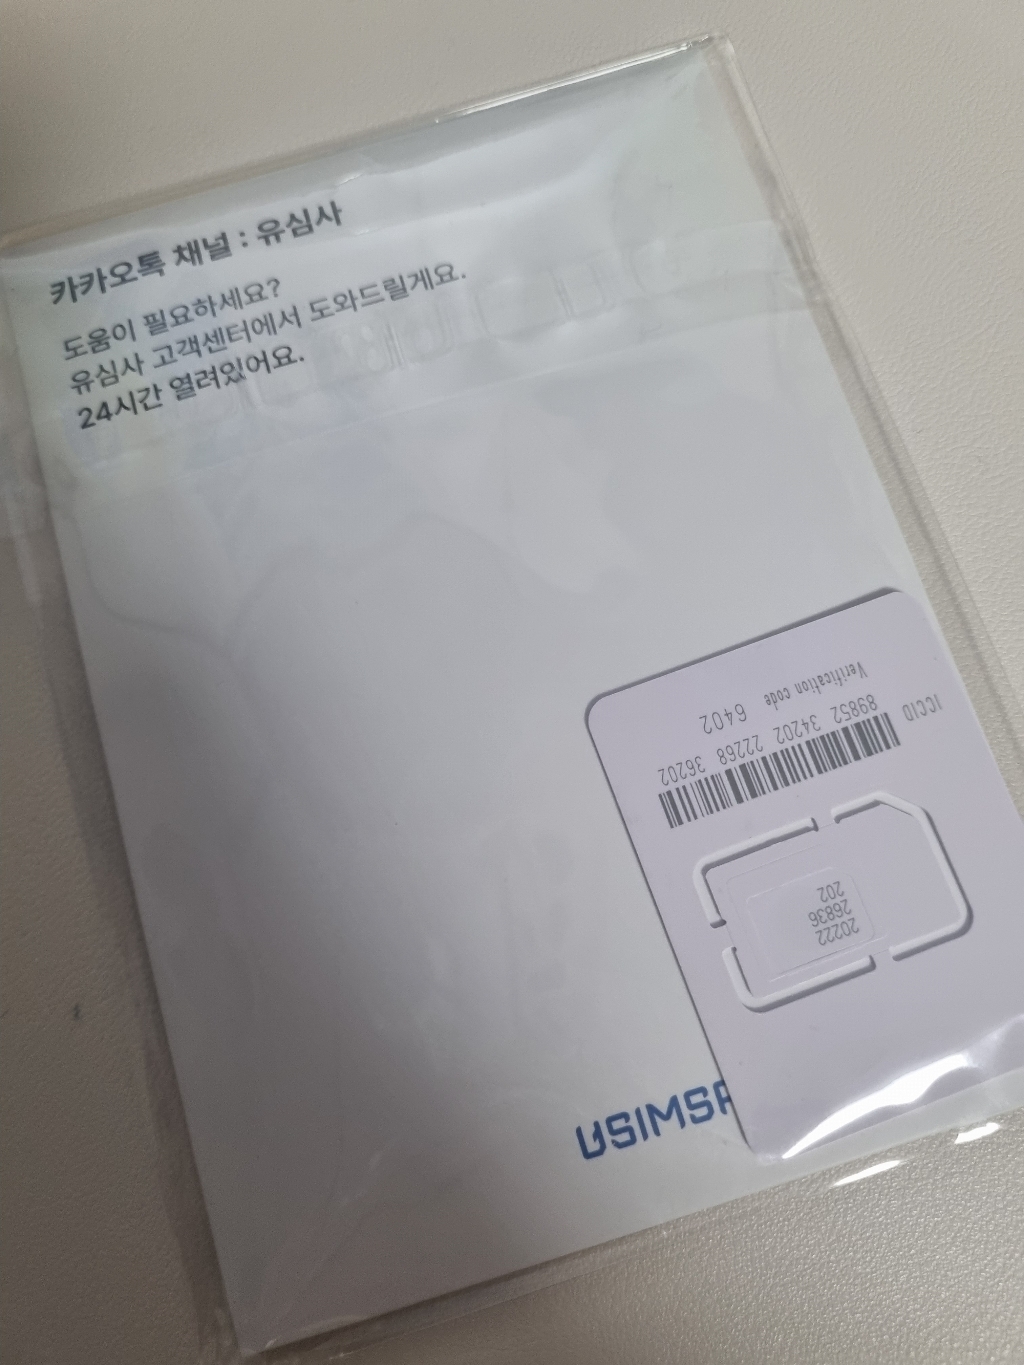 카카오톡 채널 : 유심사
도움이 필요하세요?
유심사 고객센터에서 도와드릴게요.
24시간 열려있어요.
ICCID
89852 34202 22268 36202
Verification code 6402
20222
26836
202